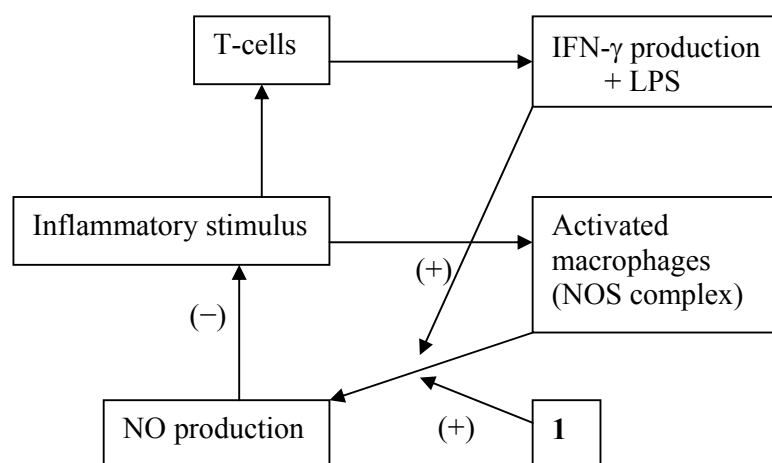 T-cells
IFN-γ production
+ LPS
Inflammatory stimulus
Activated
macrophages
(NOS complex)
(+)
(−)
NO production
(+)
1